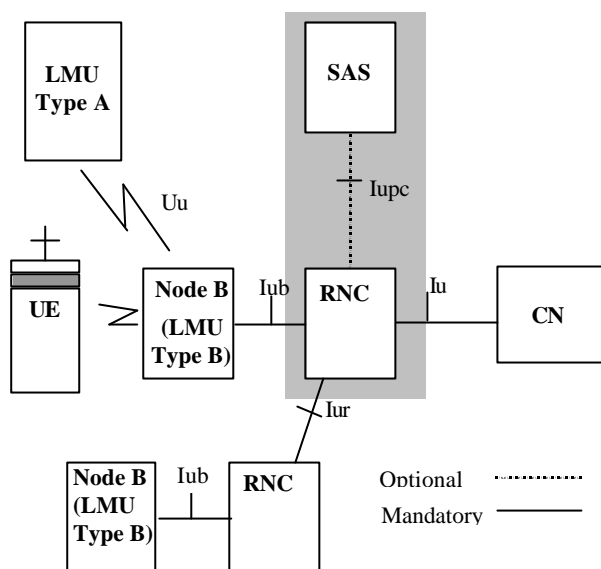 LMU
Type A
SAS
Uu
Iupc
UE
Node B
(LMU
Type B)
Iub
RNC
Iu
CN
Iur
Node B
(LMU
Type B)
Iub
RNC
Optional
Mandatory